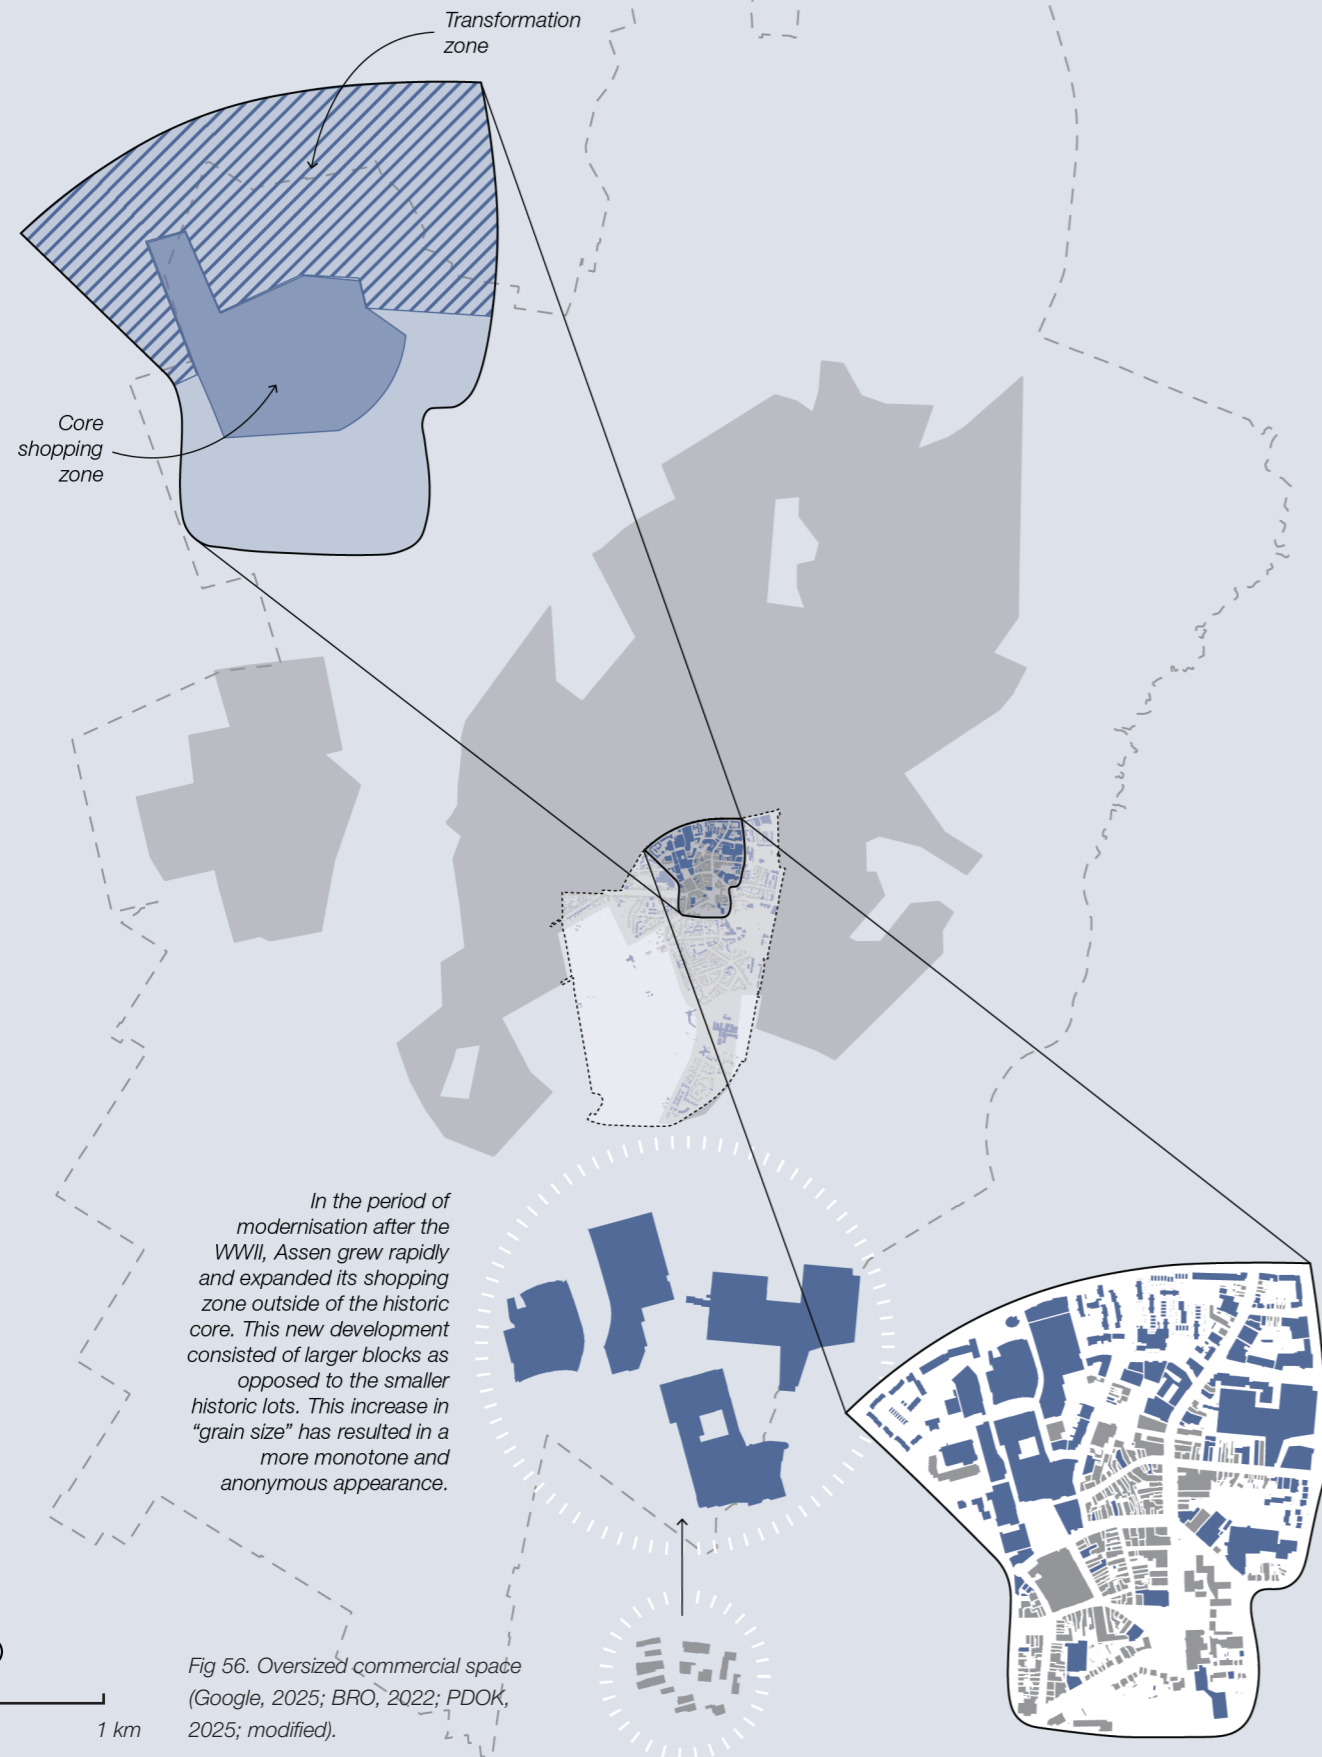 Transformation
zone
Core
shopping
zone
In the period of
modernisation after the
WWII, Assen grew rapidly
and expanded its shopping
zone outside of the historic
core. This new development
consisted of larger blocks as
opposed to the smaller
historic lots. This increase in
“grain size” has resulted in a
more monotone and
anonymous appearance.
1 km
Fig 56. Oversized commercial space
(Google, 2025; BRO, 2022; PDOK,
2025; modified).